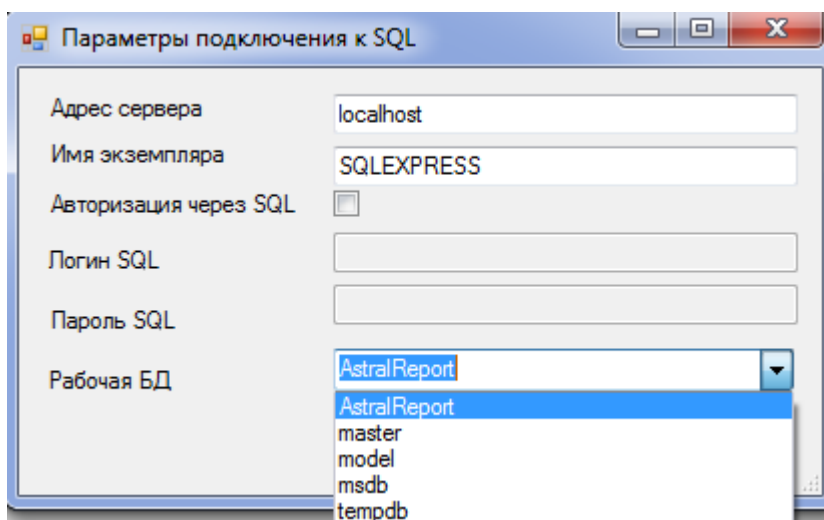 Параметры подключения к SQL
Адрес сервера localhost
Имя экземпляра SQLEXPRESS
Авторизация через SQL
Логин SQL
Пароль SQL
Рабочая БД AstralReport
AstralReport
master
model
msdb
tempdb